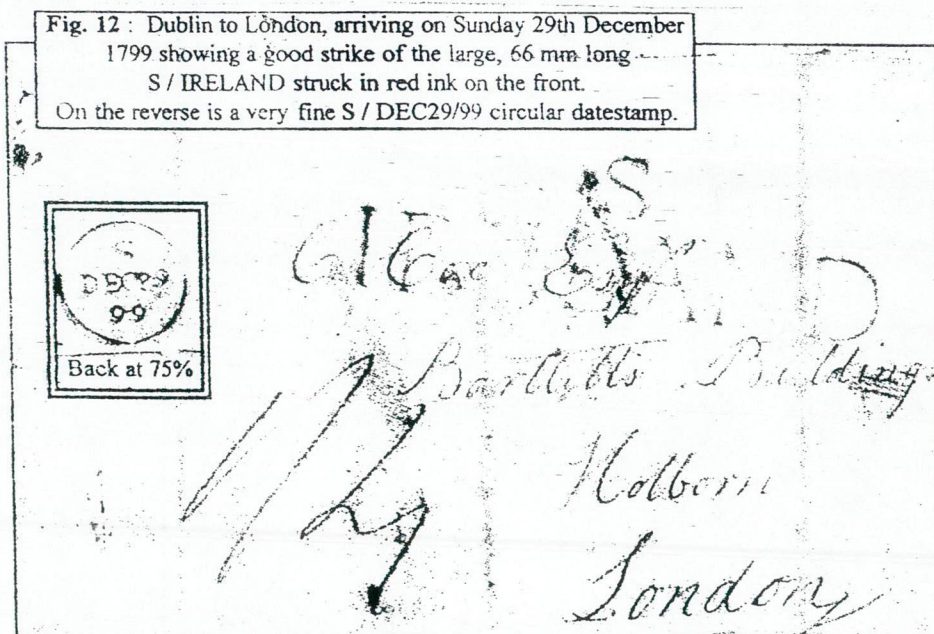 Fig. 12 : Dublin to London, arriving on Sunday 29th December
1799 showing a good strike of the large, 66 mm long
S / IRELAND struck in red ink on the front.
On the reverse is a very fine S / DEC29/99 circular datestamp.
S
S
DEC29
99
Back at 75%
Bartletts Buildings
Holborn
London